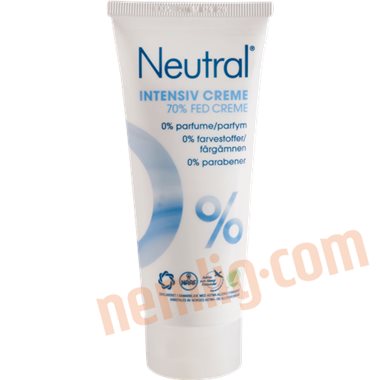 Neutral®
INTENSIV CREME
70% FED CREME
0% parfume/parfym
0% farvestoffer/
färgämnen
0% parabener
%
nemlig.com